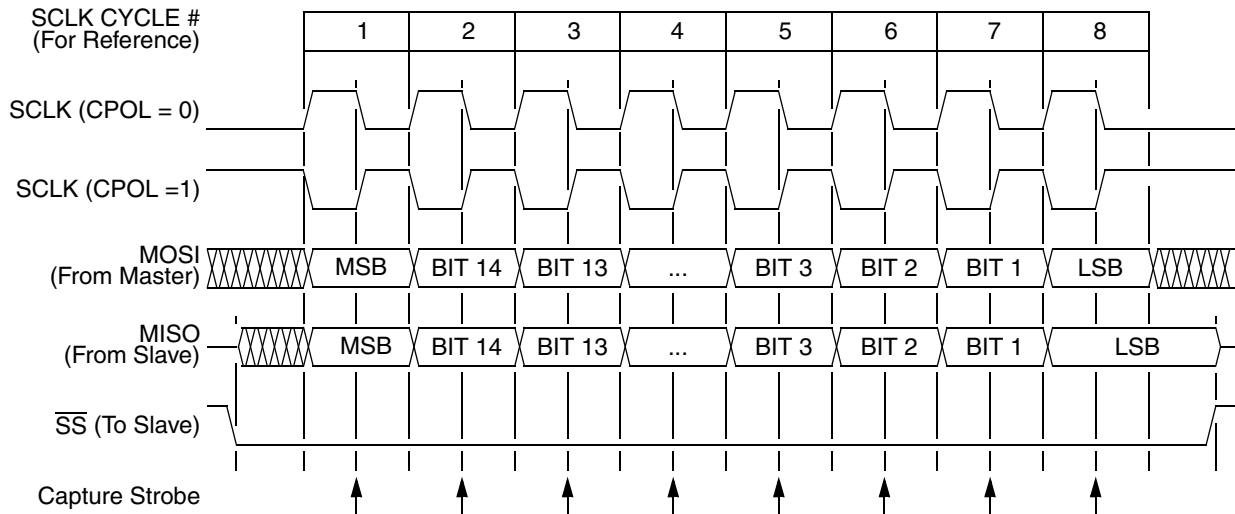 SCLK CYCLE #
(For Reference)
1 2 3 4 5 6 7 8
SCLK (CPOL = 0)
SCLK (CPOL =1)
MOSI
(From Master)
MSB BIT 14 BIT 13 ... BIT 3 BIT 2 BIT 1 LSB
MISO
(From Slave)
MSB BIT 14 BIT 13 ... BIT 3 BIT 2 BIT 1 LSB
SS (To Slave)
Capture Strobe